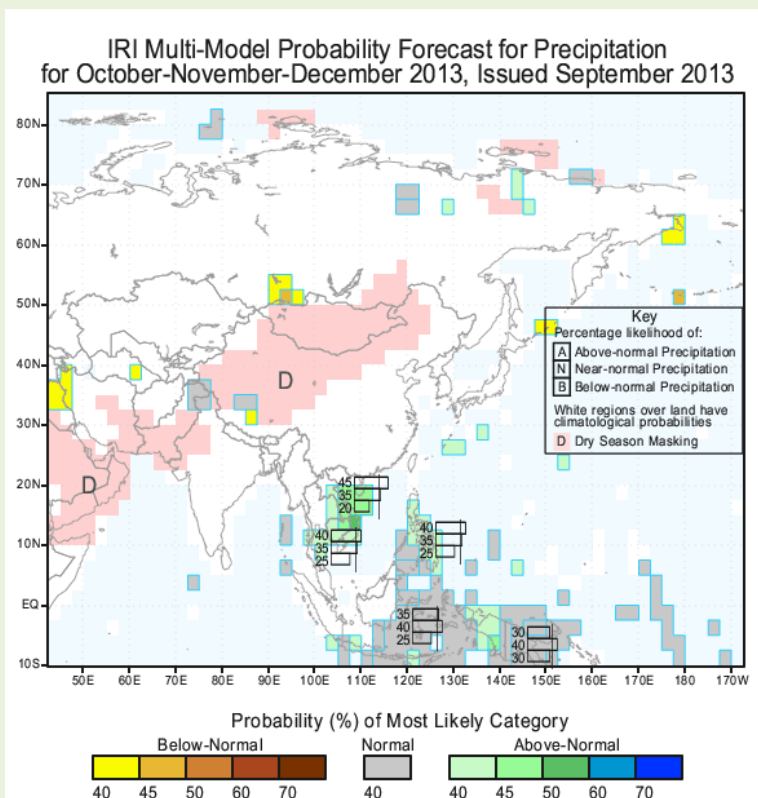 IRI Multi-Model Probability Forecast for Precipitation
for October-November-December 2013, Issued September 2013
80N
70N
60N
50N
40N
30N
20N
10N
EQ
10S
50E 60E 70E 80E 90E 100E 110E 120E 130E 140E 150E 160E 170E 180 170W
D
D
45
35
20
40
35
25
40
35
25
35
40
25
30
40
30
Key
Percentage likelihood of:
A Above-normal Precipitation
N Near-normal Precipitation
B Below-normal Precipitation
White regions over land have
climatological probabilities
D Dry Season Masking
Probability (%) of Most Likely Category
Below-Normal Normal Above-Normal
40 45 50 60 70 40 40 45 50 60 70